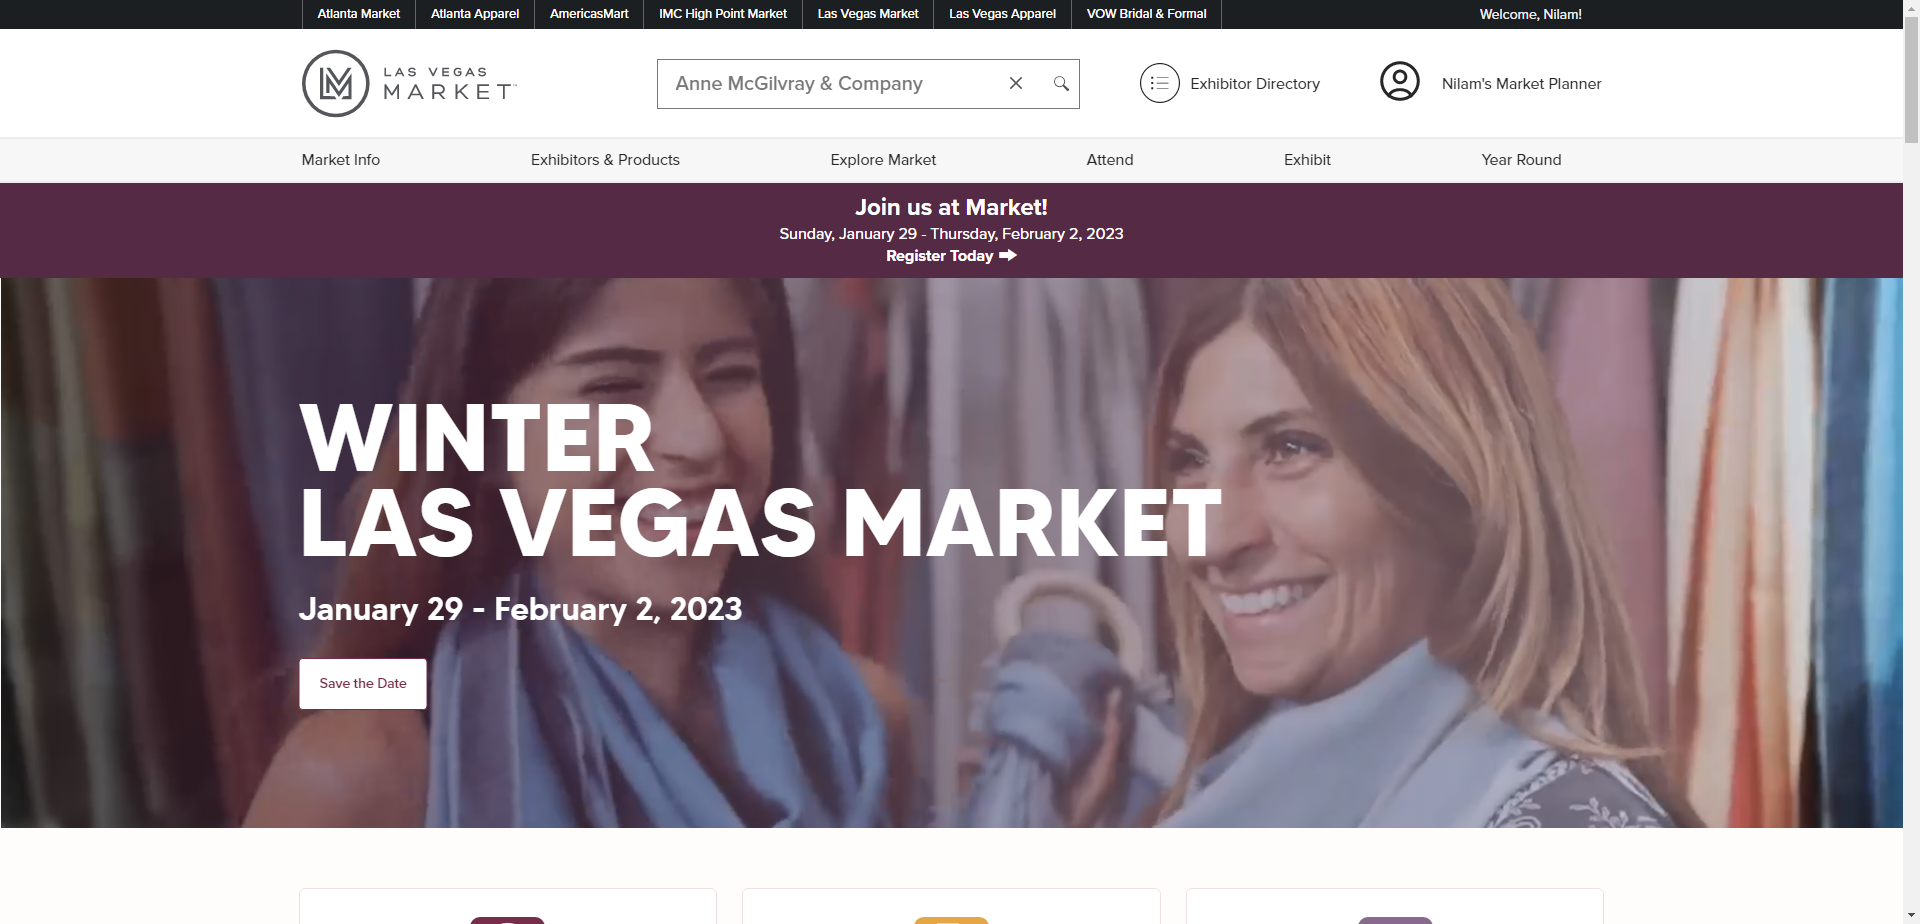 Atlanta Market
Atlanta Apparel
AmericasMart
IMC High Point Market
Las Vegas Market
Las Vegas Apparel
VOW Bridal & Formal
Welcome, Nilam!
LAS VEGAS
MARKET
Anne McGilvray & Company
Exhibitor Directory
Nilam's Market Planner
Market Info
Exhibitors & Products
Explore Market
Attend
Exhibit
Year Round
Join us at Market!
Sunday, January 29 - Thursday, February 2, 2023
Register Today
WINTER
LAS VEGAS MARKET
January 29 - February 2, 2023
Save the Date